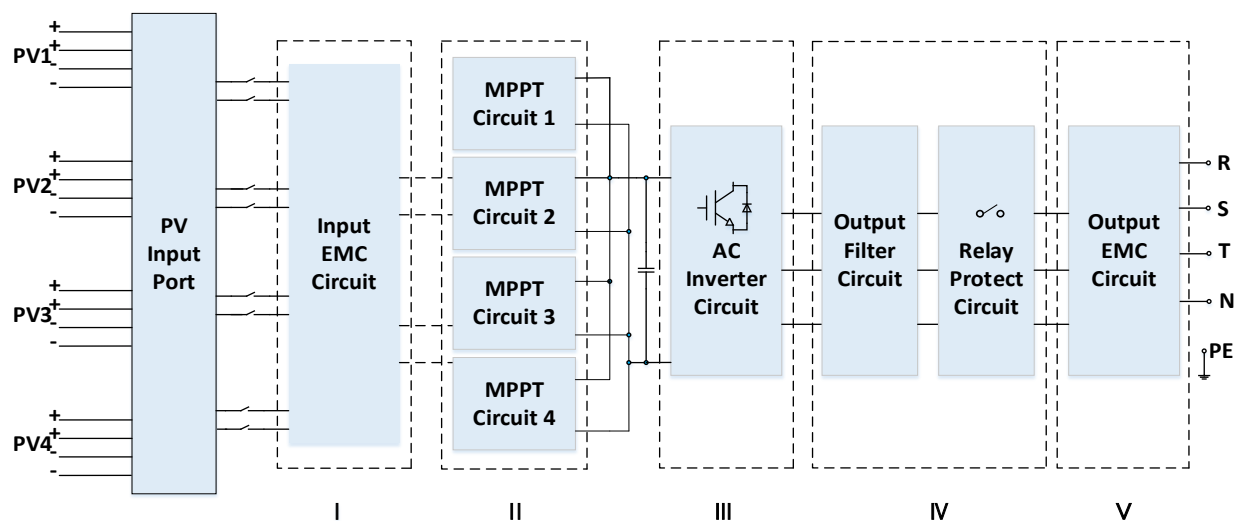 +
PV1 +
-
-
+
PV2 +
-
-
+
PV3 +
-
-
+
PV4 +
-
-
PV
Input
Port
Input
EMC
Circuit
MPPT
Circuit 1
MPPT
Circuit 2
MPPT
Circuit 3
MPPT
Circuit 4
AC
Inverter
Circuit
Output
Filter
Circuit
Relay
Protect
Circuit
Output
EMC
Circuit
R
S
T
N
PE
I
II
III
IV
V